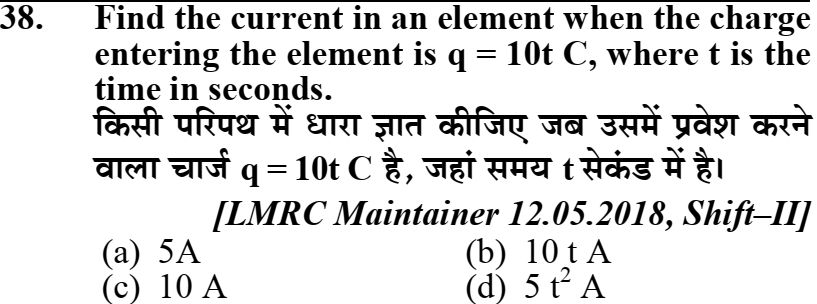 38. Find the current in an element when the charge
entering the element is q = 10t C, where t is the
time in seconds.
किसी परिपथ में धारा ज्ञात कीजिए जब उसमें प्रवेश करने
वाला चार्ज q = 10t C है, जहां समय t सेकंड में है।
[LMRC Maintainer 12.05.2018, Shift–II]
(a) 5A (b) 10 t A
(c) 10 A (d) 5 t² A